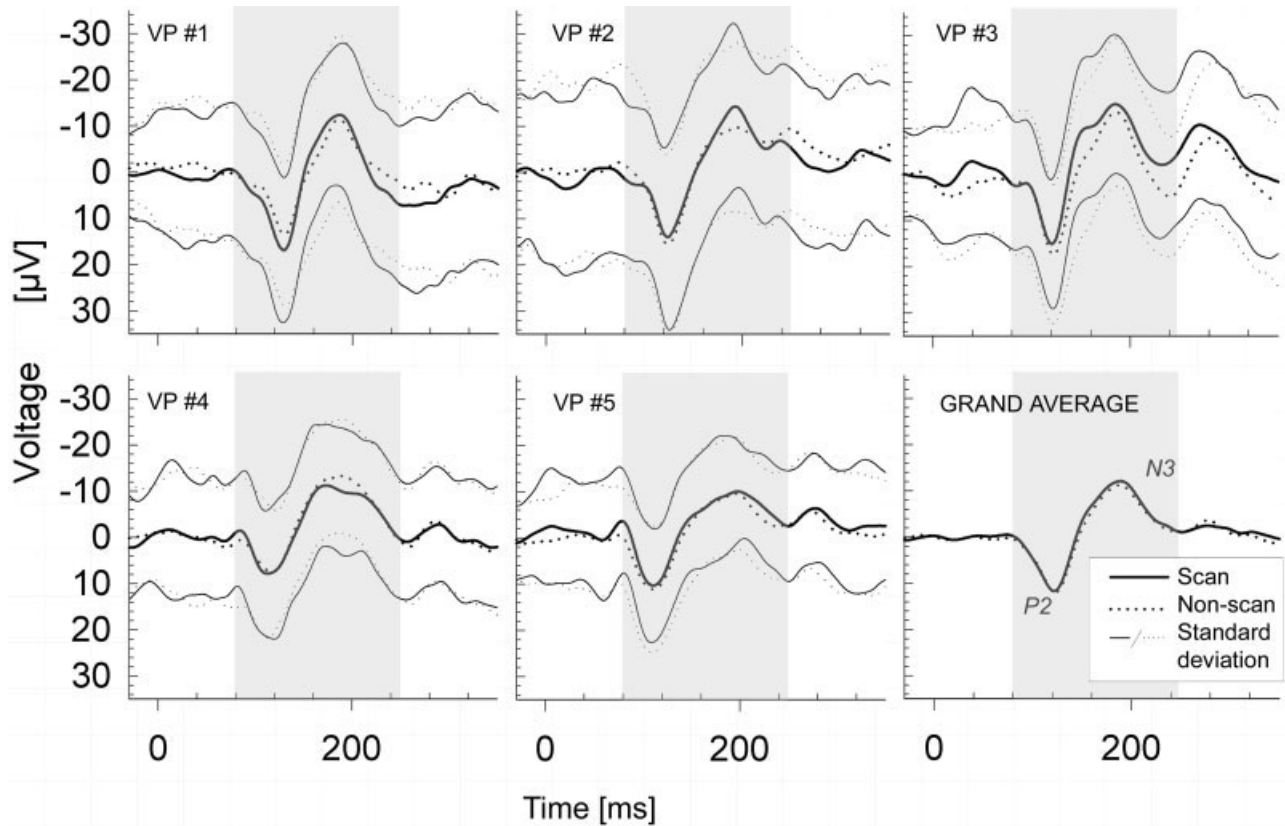 VP #1
VP #2
VP #3
-30
-20
-10
0
10
20
30
[µV]
Voltage
VP #4
VP #5
GRAND AVERAGE
-30
-20
-10
0
10
20
30
N3
P2
Scan
Non-scan
Standard
deviation
0 200
0 200
0 200
Time [ms]